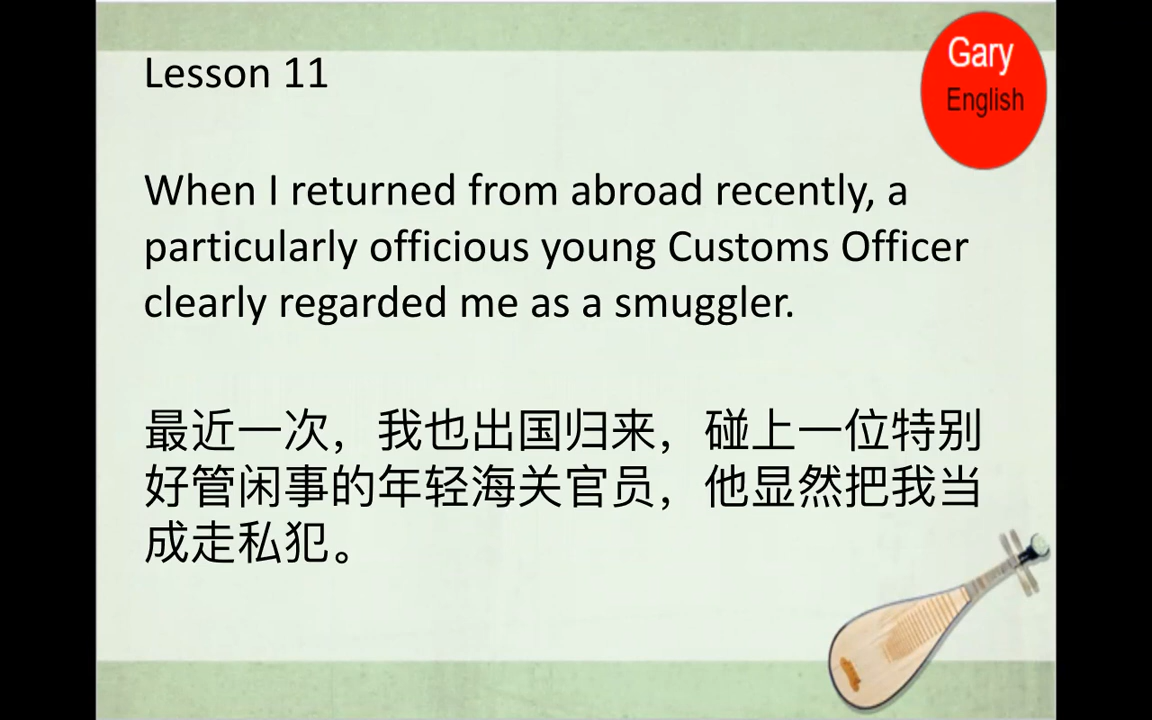 Lesson 11
Gary
English
When I returned from abroad recently, a
particularly officious young Customs Officer
clearly regarded me as a smuggler.
最近一次，我也出国归来，碰上一位特别
好管闲事的年轻海关官员，他显然把我当
成走私犯。